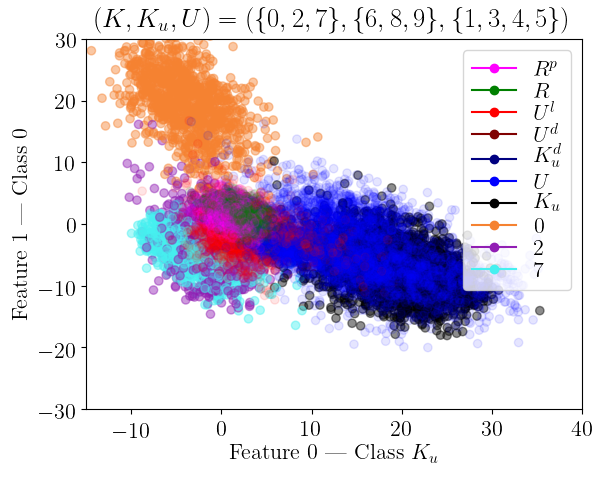 (K, K_u, U) = ({0, 2, 7}, {6, 8, 9}, {1, 3, 4, 5})
30
20
10
0
−10
−20
−30
Feature 1 — Class 0
R^p
R
U^l
U^d
K_u^d
U
K_u
0
2
7
−10 0 10 20 30 40
Feature 0 — Class K_u